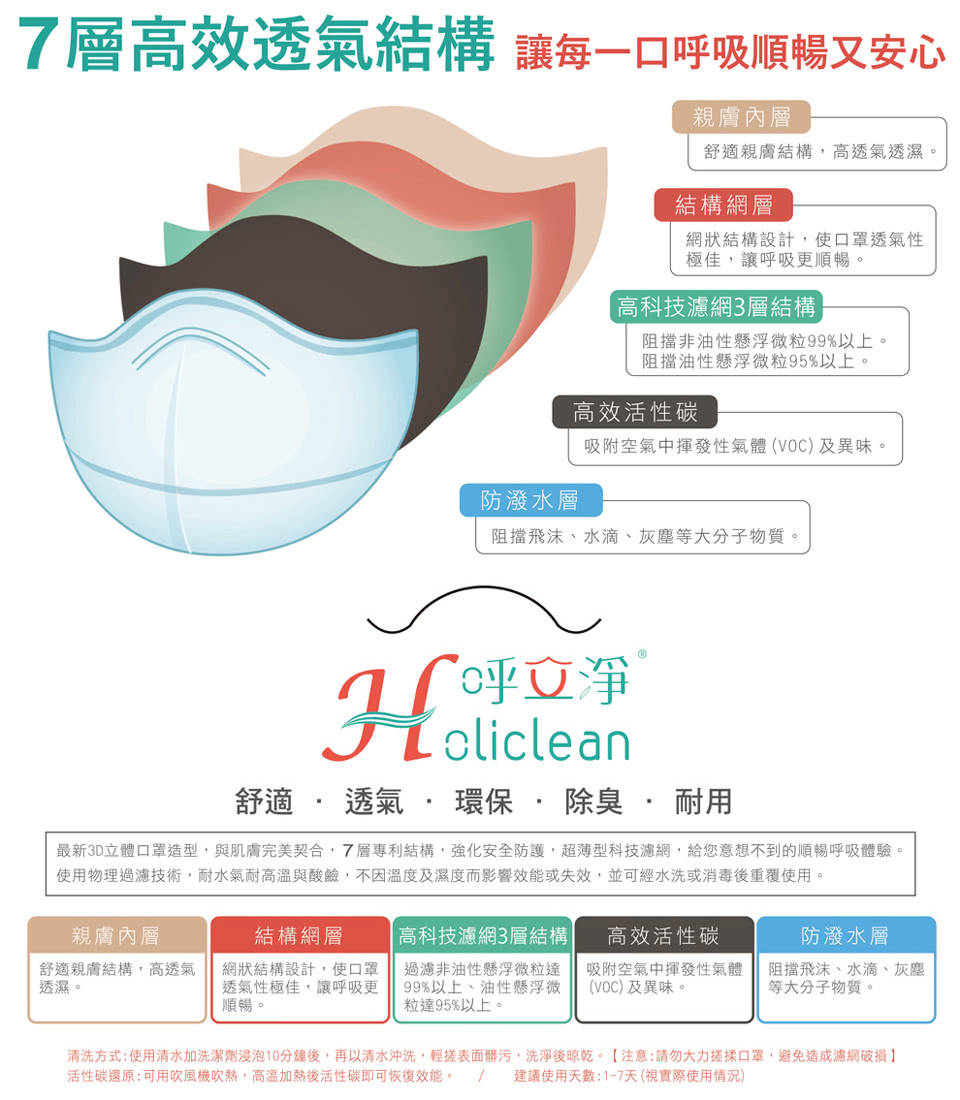 7層高效透氣結構 讓每一口呼吸順暢又安心
親膚內層
舒適親膚結構，高透氣透濕。
結構網層
網狀結構設計，使口罩透氣性
極佳，讓呼吸更順暢。
高科技濾網3層結構
阻擋非油性懸浮微粒99%以上。
阻擋油性懸浮微粒95%以上。
高效活性碳
吸附空氣中揮發性氣體(VOC)及異味。
防潑水層
阻擋飛沫、水滴、灰塵等大分子物質。
呼立淨®
Holiclean
舒適．透氣．環保．除臭．耐用
最新3D立體口罩造型，與肌膚完美契合，7層專利結構，強化安全防護，超薄型科技濾網，給您意想不到的順暢呼吸體驗。
使用物理過濾技術，耐水氣耐高溫與酸鹼，不因溫度及濕度而影響效能或失效，並可經水洗或消毒後重覆使用。
親膚內層
舒適親膚結構，高透氣
透濕。
結構網層
網狀結構設計，使口罩
透氣性極佳，讓呼吸更
順暢。
高科技濾網3層結構
過濾非油性懸浮微粒達
99%以上、油性懸浮微
粒達95%以上。
高效活性碳
吸附空氣中揮發性氣體
(VOC)及異味。
防潑水層
阻擋飛沫、水滴、灰塵
等大分子物質。
清洗方式:使用清水加洗潔劑浸泡10分鐘後，再以清水沖洗，輕搓表面髒污，洗淨後晾乾。【注意:請勿大力搓揉口罩，避免造成濾網破損】
活性碳還原:可用吹風機吹熱，高溫加熱後活性碳即可恢復效能。 / 建議使用天數:1-7天(視實際使用情況)